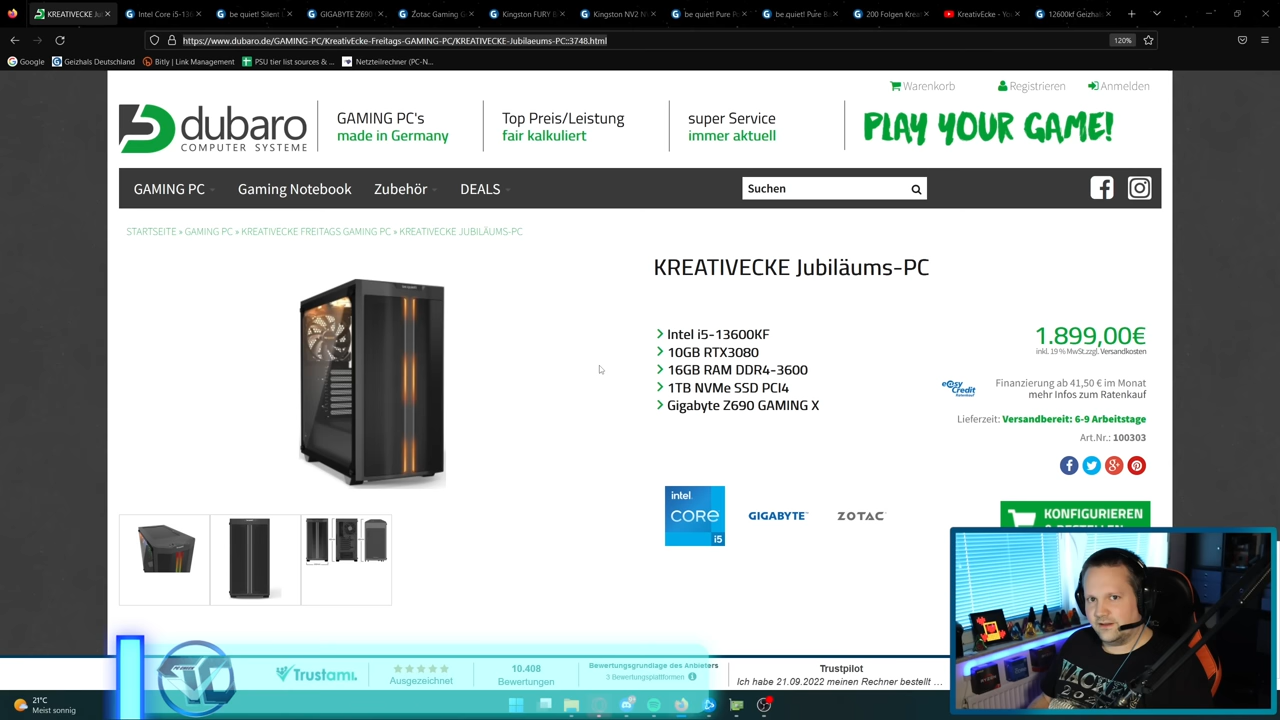 KREATIVECKE Ju
Intel Core i5-13
be quiet! Silent
GIGABYTE Z690
Zotac Gaming G
Kingston FURY B
Kingston NV2 N
be quiet! Pure R
be quiet! Pure B
200 Folgen Kreat
KreativEcke - Yo
12600kf Geizhals
https://www.dubaro.de/GAMING-PC/KreativEcke-Freitags-GAMING-PC/KREATIVECKE-Jubilaeums-PC::3748.html
120%
Google
Geizhals Deutschland
Bitly | Link Management
PSU tier list sources & ...
Netzteilrechner (PC-N...
Warenkorb
Registrieren
Anmelden
dubaro
COMPUTER SYSTEME
GAMING PC's
made in Germany
Top Preis/Leistung
fair kalkuliert
super Service
immer aktuell
PLAY YOUR GAME!
GAMING PC
Gaming Notebook
Zubehör
DEALS
Suchen
STARTSEITE » GAMING PC » KREATIVECKE FREITAGS GAMING PC » KREATIVECKE JUBILÄUMS-PC
KREATIVECKE Jubiläums-PC
Intel i5-13600KF
10GB RTX3080
16GB RAM DDR4-3600
1TB NVMe SSD PCI4
Gigabyte Z690 GAMING X
1.899,00€
inkl. 19 % MwSt.zzgl. Versandkosten
easy Credit
Ratenkauf
Finanzierung ab 41,50 € im Monat
mehr Infos zum Ratenkauf
Lieferzeit: Versandbereit: 6-9 Arbeitstage
Art.Nr.: 100303
intel
CORE
i5
GIGABYTE
ZOTAC
KONFIGURIEREN
Trustami.
Ausgezeichnet
10.408
Bewertungen
Bewertungsgrundlage des Anbieters
3 Bewertungsplattformen
Trustpilot
Ich habe 21.09.2022 meinen Rechner bestellt ...
21°C
Meist sonnig